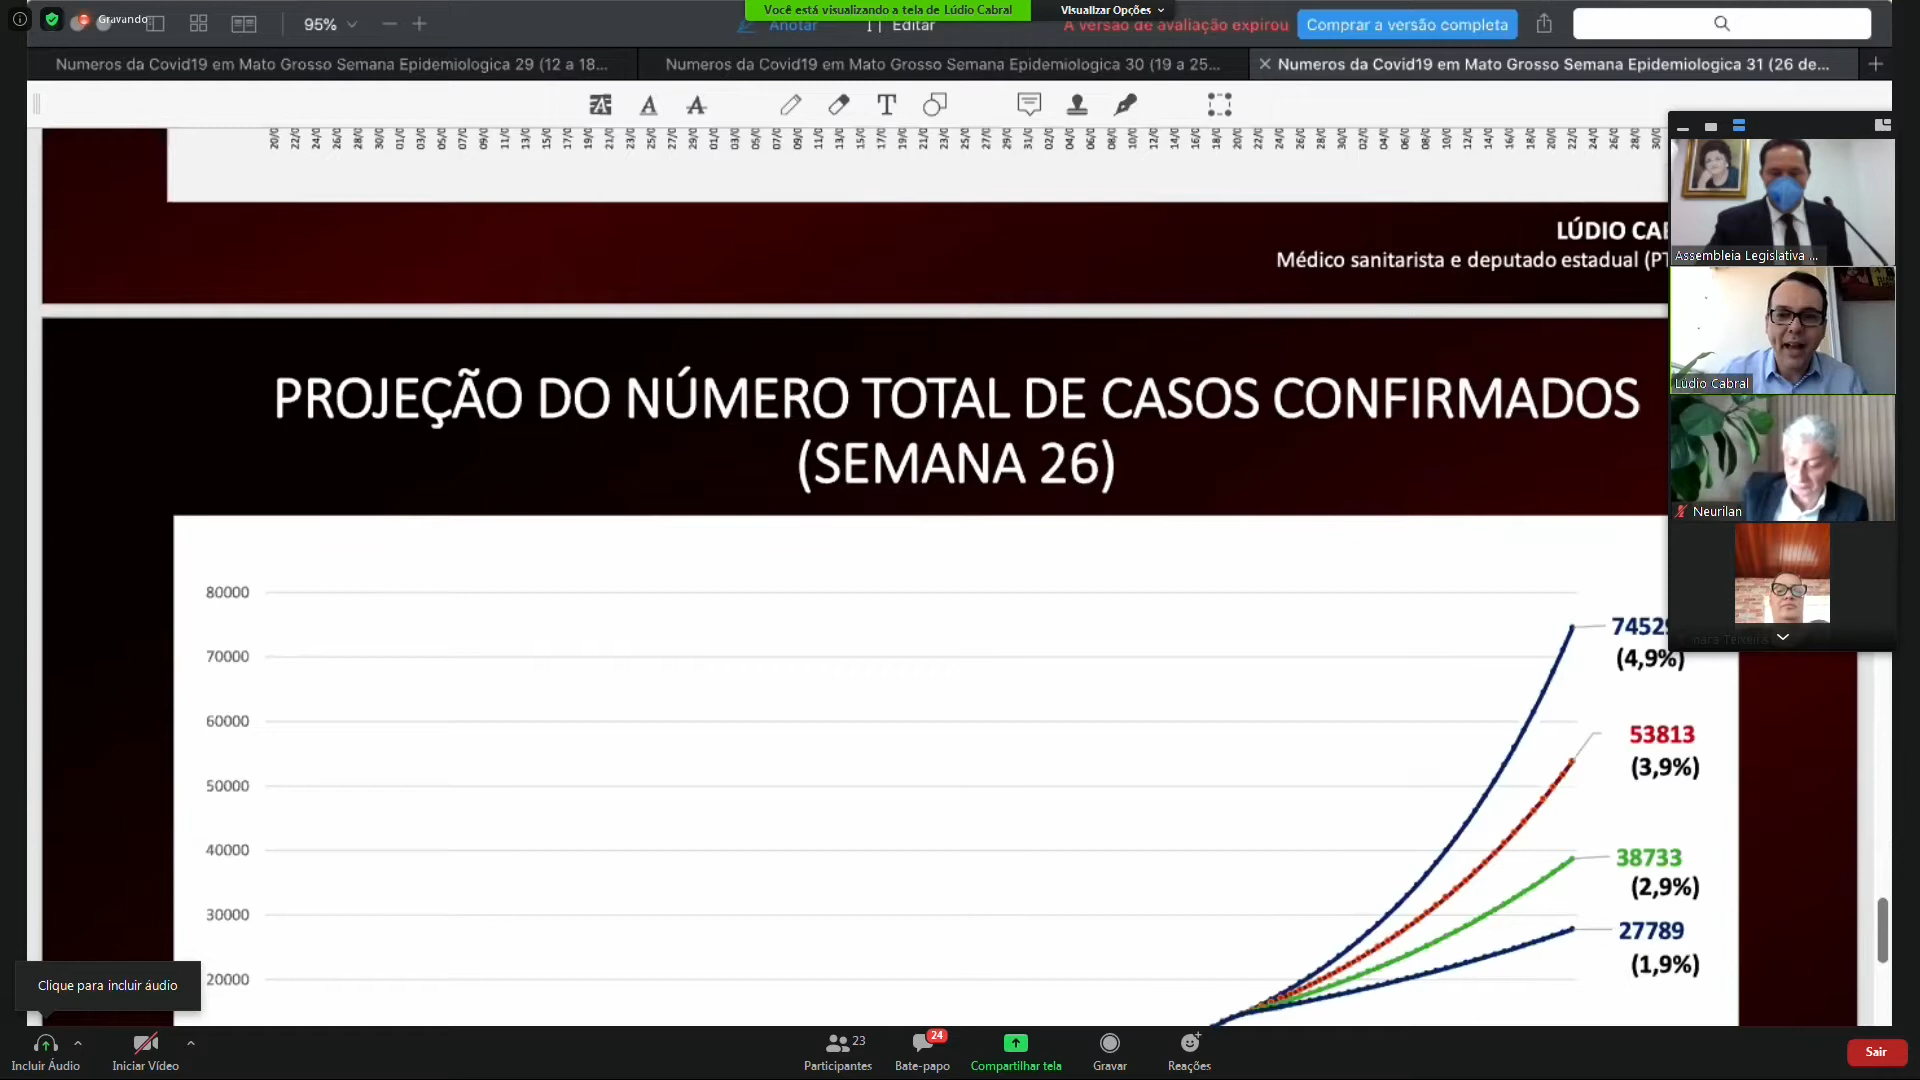 Gravando
95%
Você está visualizando a tela de Lúdio Cabral
Visualizar Opções
Anotar
Editar
A versão de avaliação expirou
Comprar a versão completa
Numeros da Covid19 em Mato Grosso Semana Epidemiologica 29 (12 a 18...
Numeros da Covid19 em Mato Grosso Semana Epidemiologica 30 (19 a 25...
Numeros da Covid19 em Mato Grosso Semana Epidemiologica 31 (26 de...
LÚDIO CAB
Médico sanitarista e deputado estadual (PT
Assembleia Legislativa ...
Lúdio Cabral
Neurilan
PROJEÇÃO DO NÚMERO TOTAL DE CASOS CONFIRMADOS
(SEMANA 26)
80000
70000
60000
50000
40000
30000
20000
7452
(4,9%)
53813
(3,9%)
38733
(2,9%)
27789
(1,9%)
Clique para incluir áudio
Incluir Áudio
Iniciar Vídeo
23
Participantes
24
Bate-papo
Compartilhar tela
Gravar
Reações
Sair